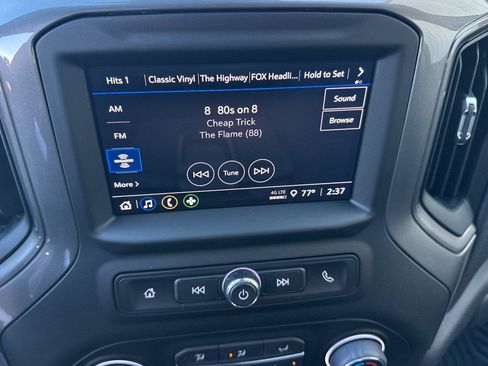 Hits 1 Classic Vinyl The Highway FOX Headli... Hold to Set
AM
8 80s on 8
Sound
Cheap Trick
FM
The Flame (88)
Browse
Tune
More
4G LTE
77° 2:37